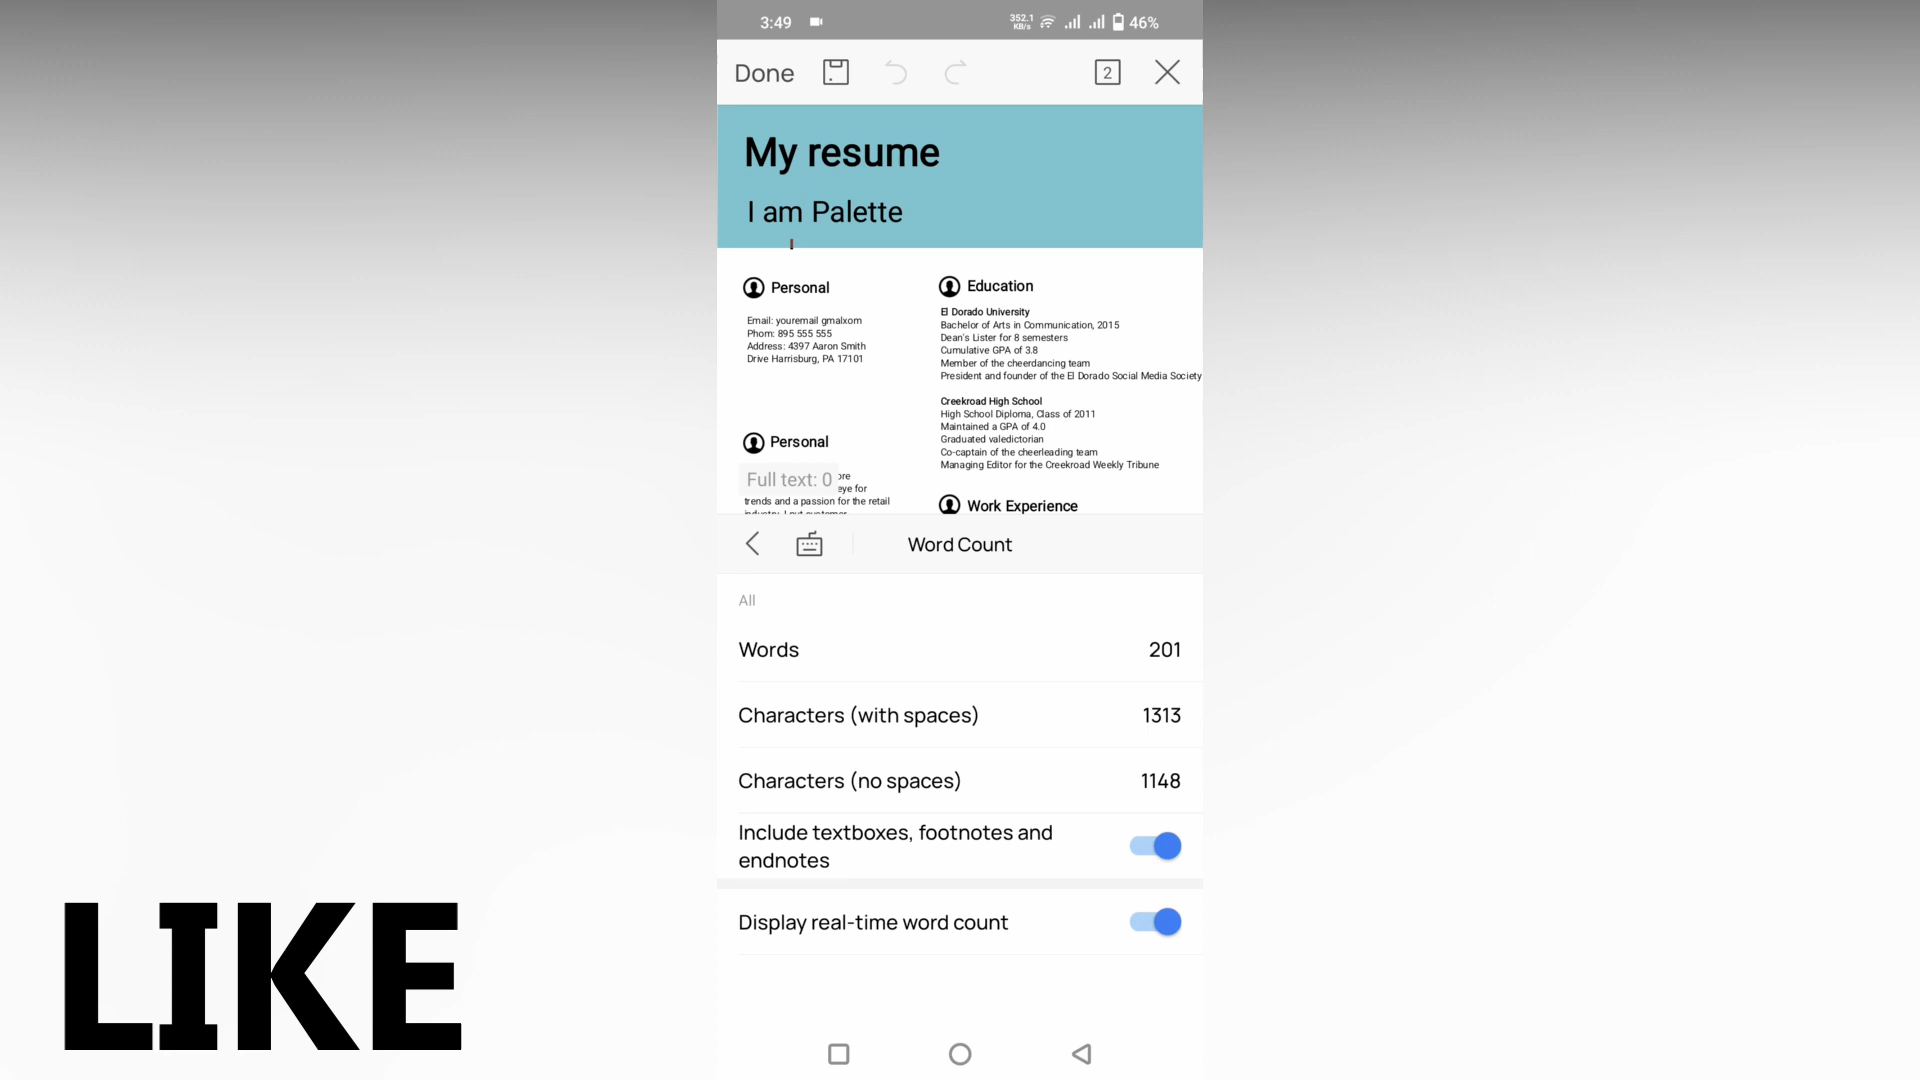 3:49
352.1
KB/s
46%
Done
2
My resume
I am Palette
Personal
Email: youremail gmalxom
Phom: 895 555 555
Address: 4397 Aaron Smith
Drive Harrisburg, PA 17101
Education
El Dorado University
Bachelor of Arts in Communication, 2015
Dean's Lister for 8 semesters
Cumulative GPA of 3.8
Member of the cheerdancing team
President and founder of the El Dorado Social Media Society
Creekroad High School
High School Diploma, Class of 2011
Maintained a GPA of 4.0
Graduated valedictorian
Co-captain of the cheerleading team
Managing Editor for the Creekroad Weekly Tribune
Personal
Full text: 0
eye for
trends and a passion for the retail
Work Experience
Word Count
All
Words 201
Characters (with spaces) 1313
Characters (no spaces) 1148
Include textboxes, footnotes and
endnotes
Display real-time word count
LIKE